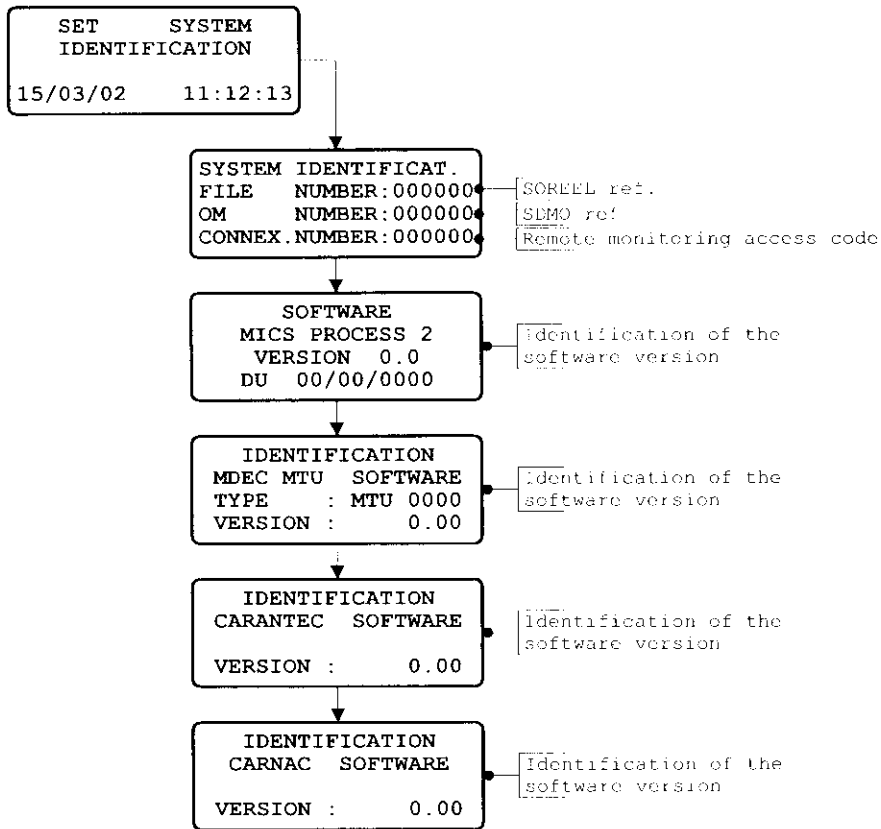 SET SYSTEM
IDENTIFICATION
15/03/02 11:12:13
SYSTEM IDENTIFICAT.
FILE NUMBER:000000
OM NUMBER:000000
CONNEX.NUMBER:000000
SOREEL ref.
SDMO ref
Remote monitoring access code
SOFTWARE
MICS PROCESS 2
VERSION 0.0
DU 00/00/0000
Identification of the
software version
IDENTIFICATION
MDEC MTU SOFTWARE
TYPE : MTU 0000
VERSION : 0.00
Identification of the
software version
IDENTIFICATION
CARANTEC SOFTWARE
VERSION : 0.00
Identification of the
software version
IDENTIFICATION
CARNAC SOFTWARE
VERSION : 0.00
Identification of the
software version